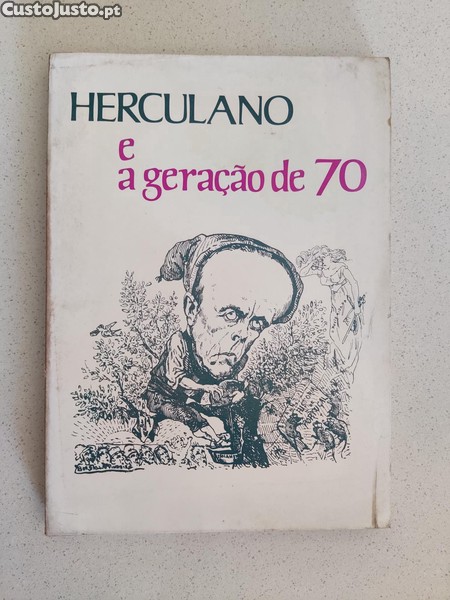 CustoJusto.pt
HERCULANO
e
a geração de 70